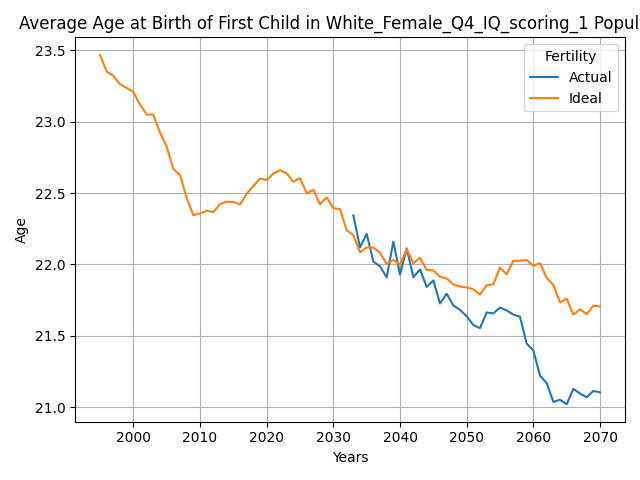 Average Age at Birth of First Child in White_Female_Q4_IQ_scoring_1 Popul
Fertility
Actual
Ideal
23.5
23.0
22.5
22.0
21.5
21.0
Age
2000 2010 2020 2030 2040 2050 2060 2070
Years